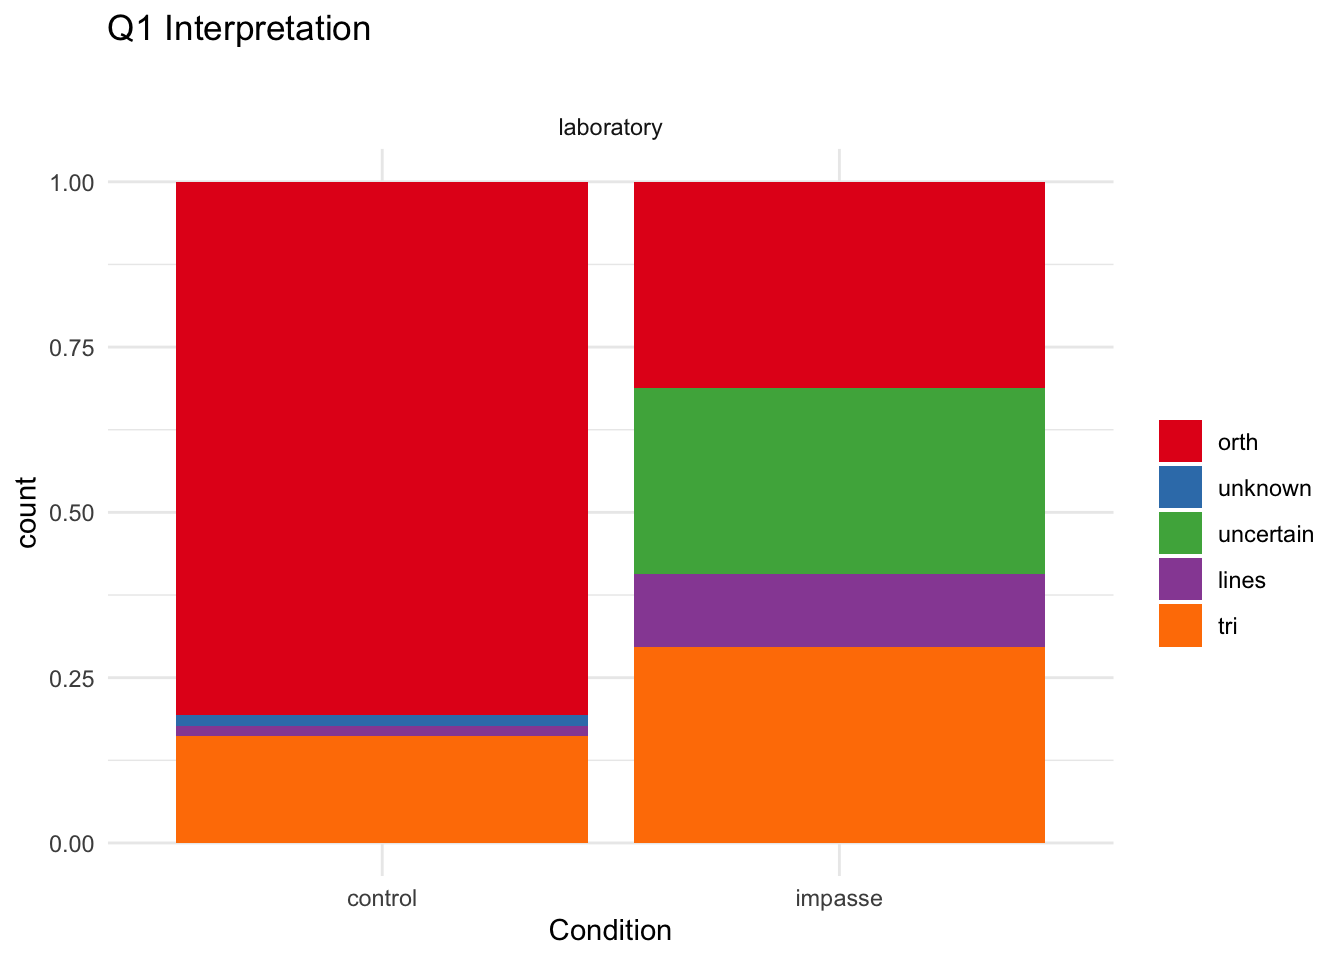 Q1 Interpretation
laboratory
1.00
0.75
0.50
0.25
0.00
count
control
impasse
Condition
orth
unknown
uncertain
lines
tri